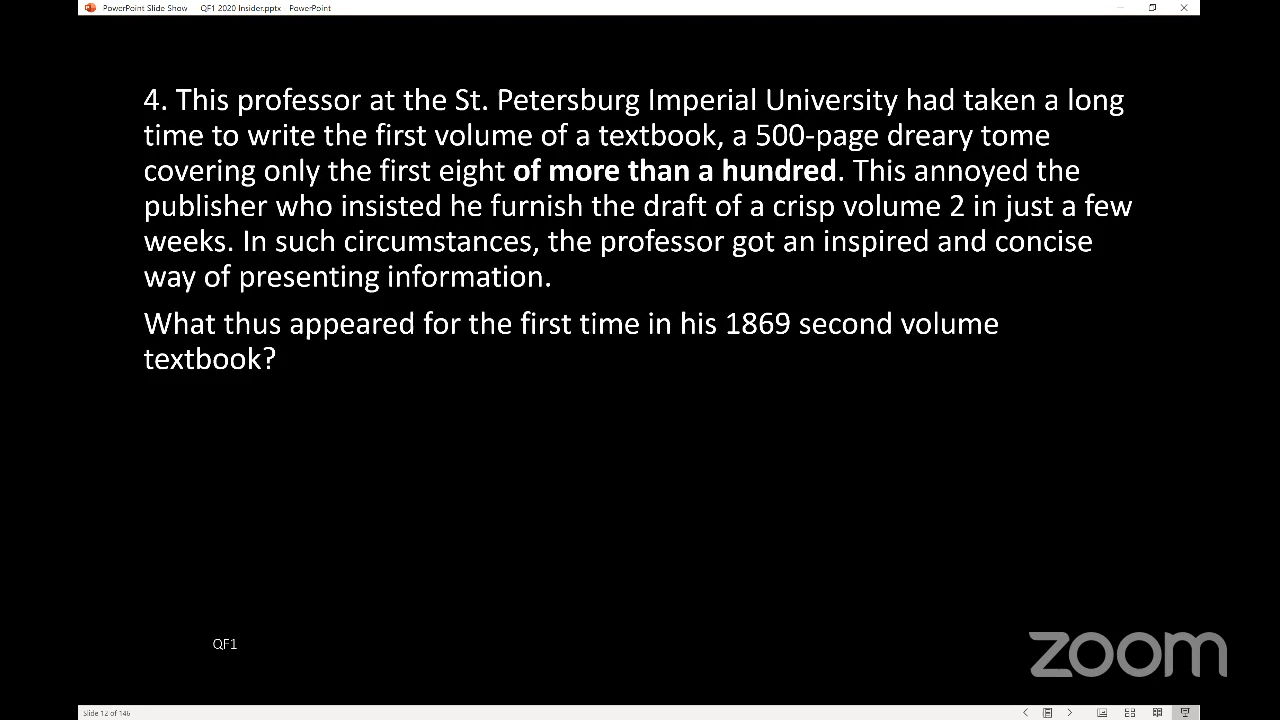 PowerPoint Slide Show QF1 2020 Insider.pptx PowerPoint
4. This professor at the St. Petersburg Imperial University had taken a long
time to write the first volume of a textbook, a 500-page dreary tome
covering only the first eight of more than a hundred. This annoyed the
publisher who insisted he furnish the draft of a crisp volume 2 in just a few
weeks. In such circumstances, the professor got an inspired and concise
way of presenting information.
What thus appeared for the first time in his 1869 second volume
textbook?
QF1
zoom
Slide 12 of 146